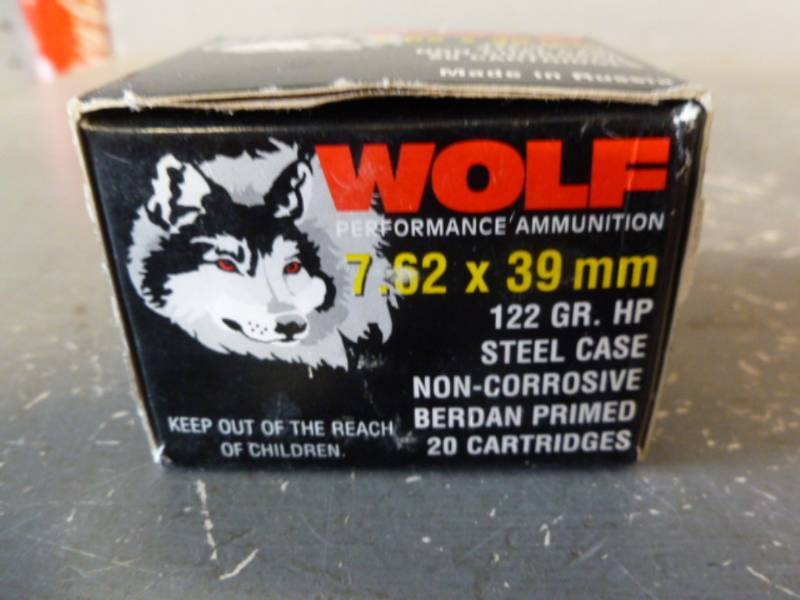 Made in Russia
WOLF
PERFORMANCE AMMUNITION
7.62 x 39 mm
122 GR. HP
STEEL CASE
NON-CORROSIVE
BERDAN PRIMED
20 CARTRIDGES
KEEP OUT OF THE REACH
OF CHILDREN.